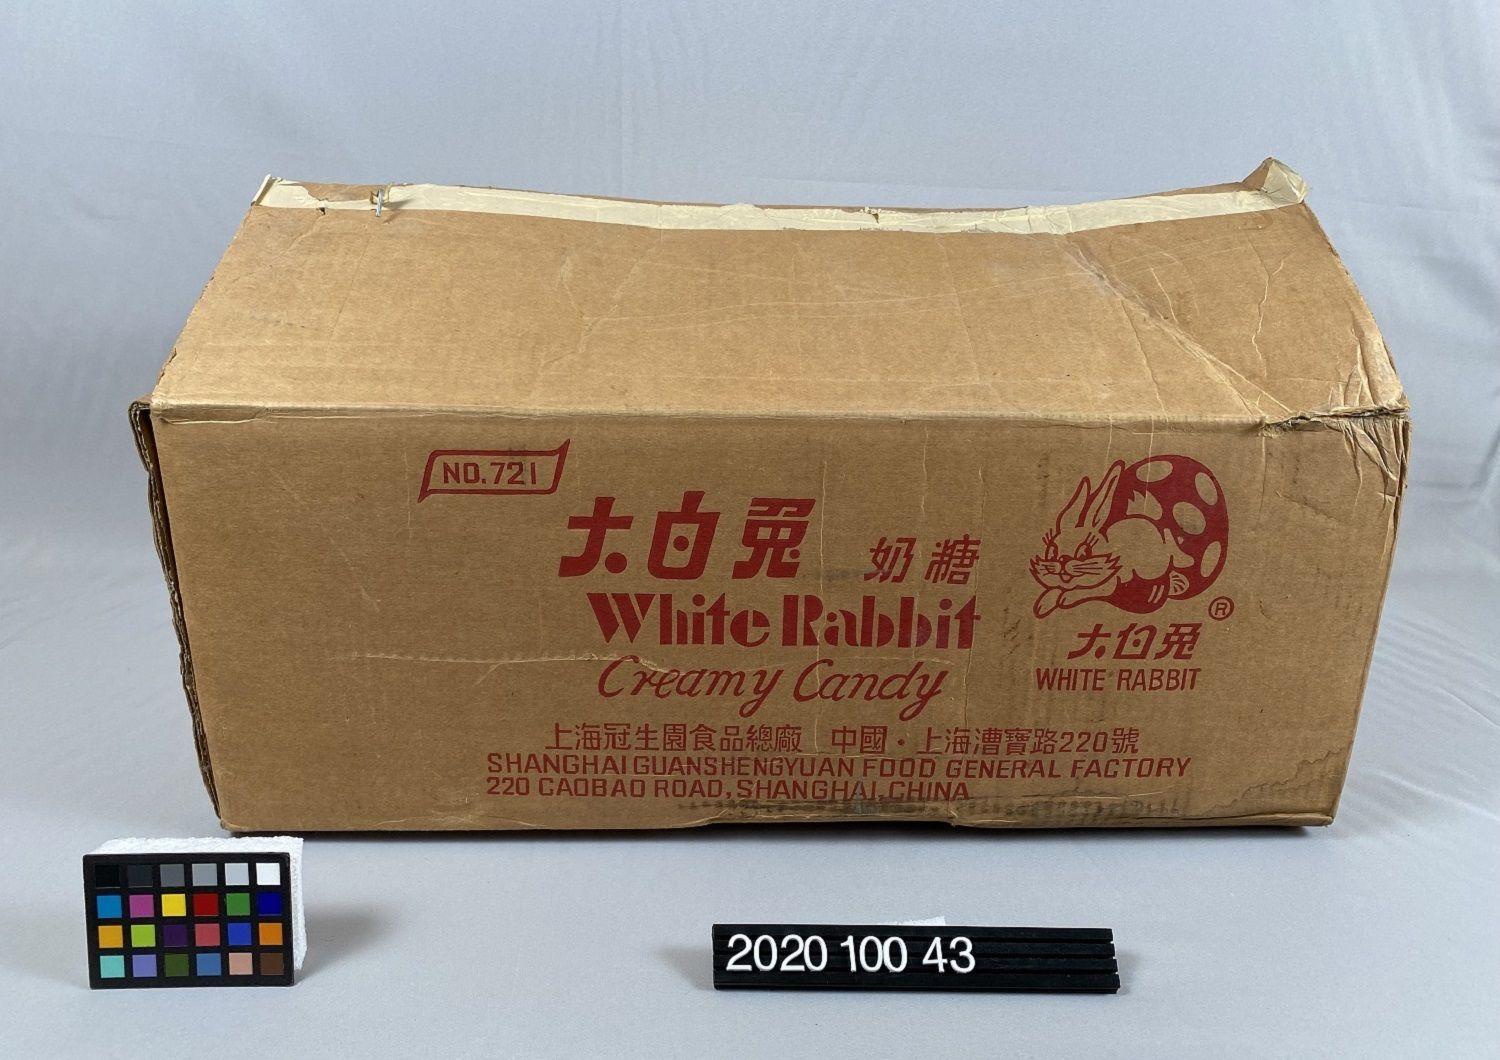 NO.721
大白兎 奶糖
White Rabbit
Creamy Candy
®
大白兎
WHITE RABBIT
上海冠生園食品總廠 中國・上海漕寶路220號
SHANGHAI GUANSHENGYUAN FOOD GENERAL FACTORY
220 CAOBAO ROAD, SHANGHAI, CHINA
2020 100 43